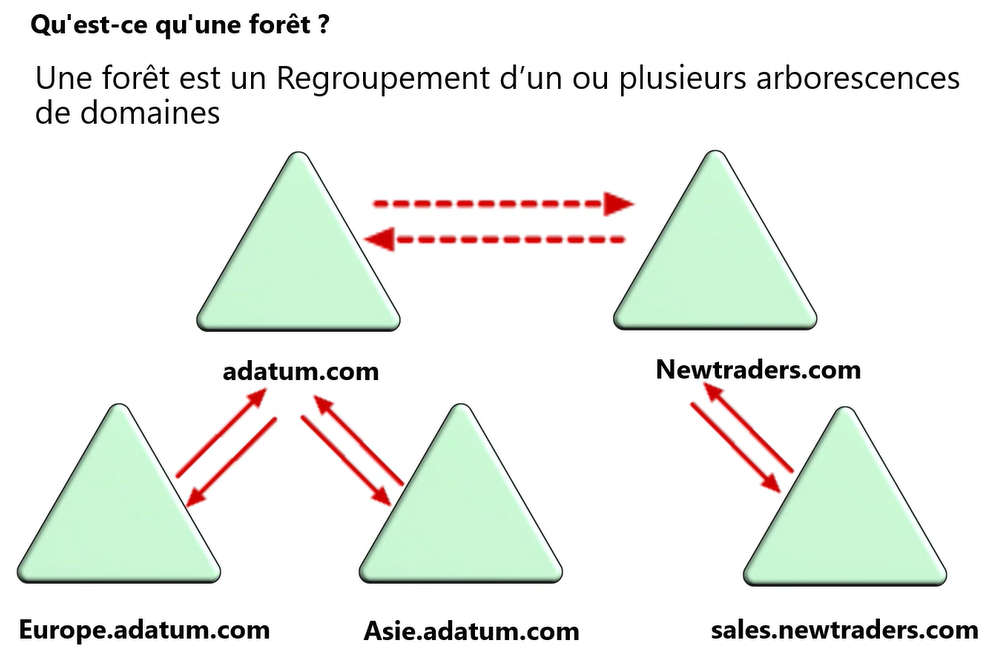 Qu'est-ce qu'une forêt ?
Une forêt est un Regroupement d’un ou plusieurs arborescences
de domaines
adatum.com
Newtraders.com
Europe.adatum.com
Asie.adatum.com
sales.newtraders.com